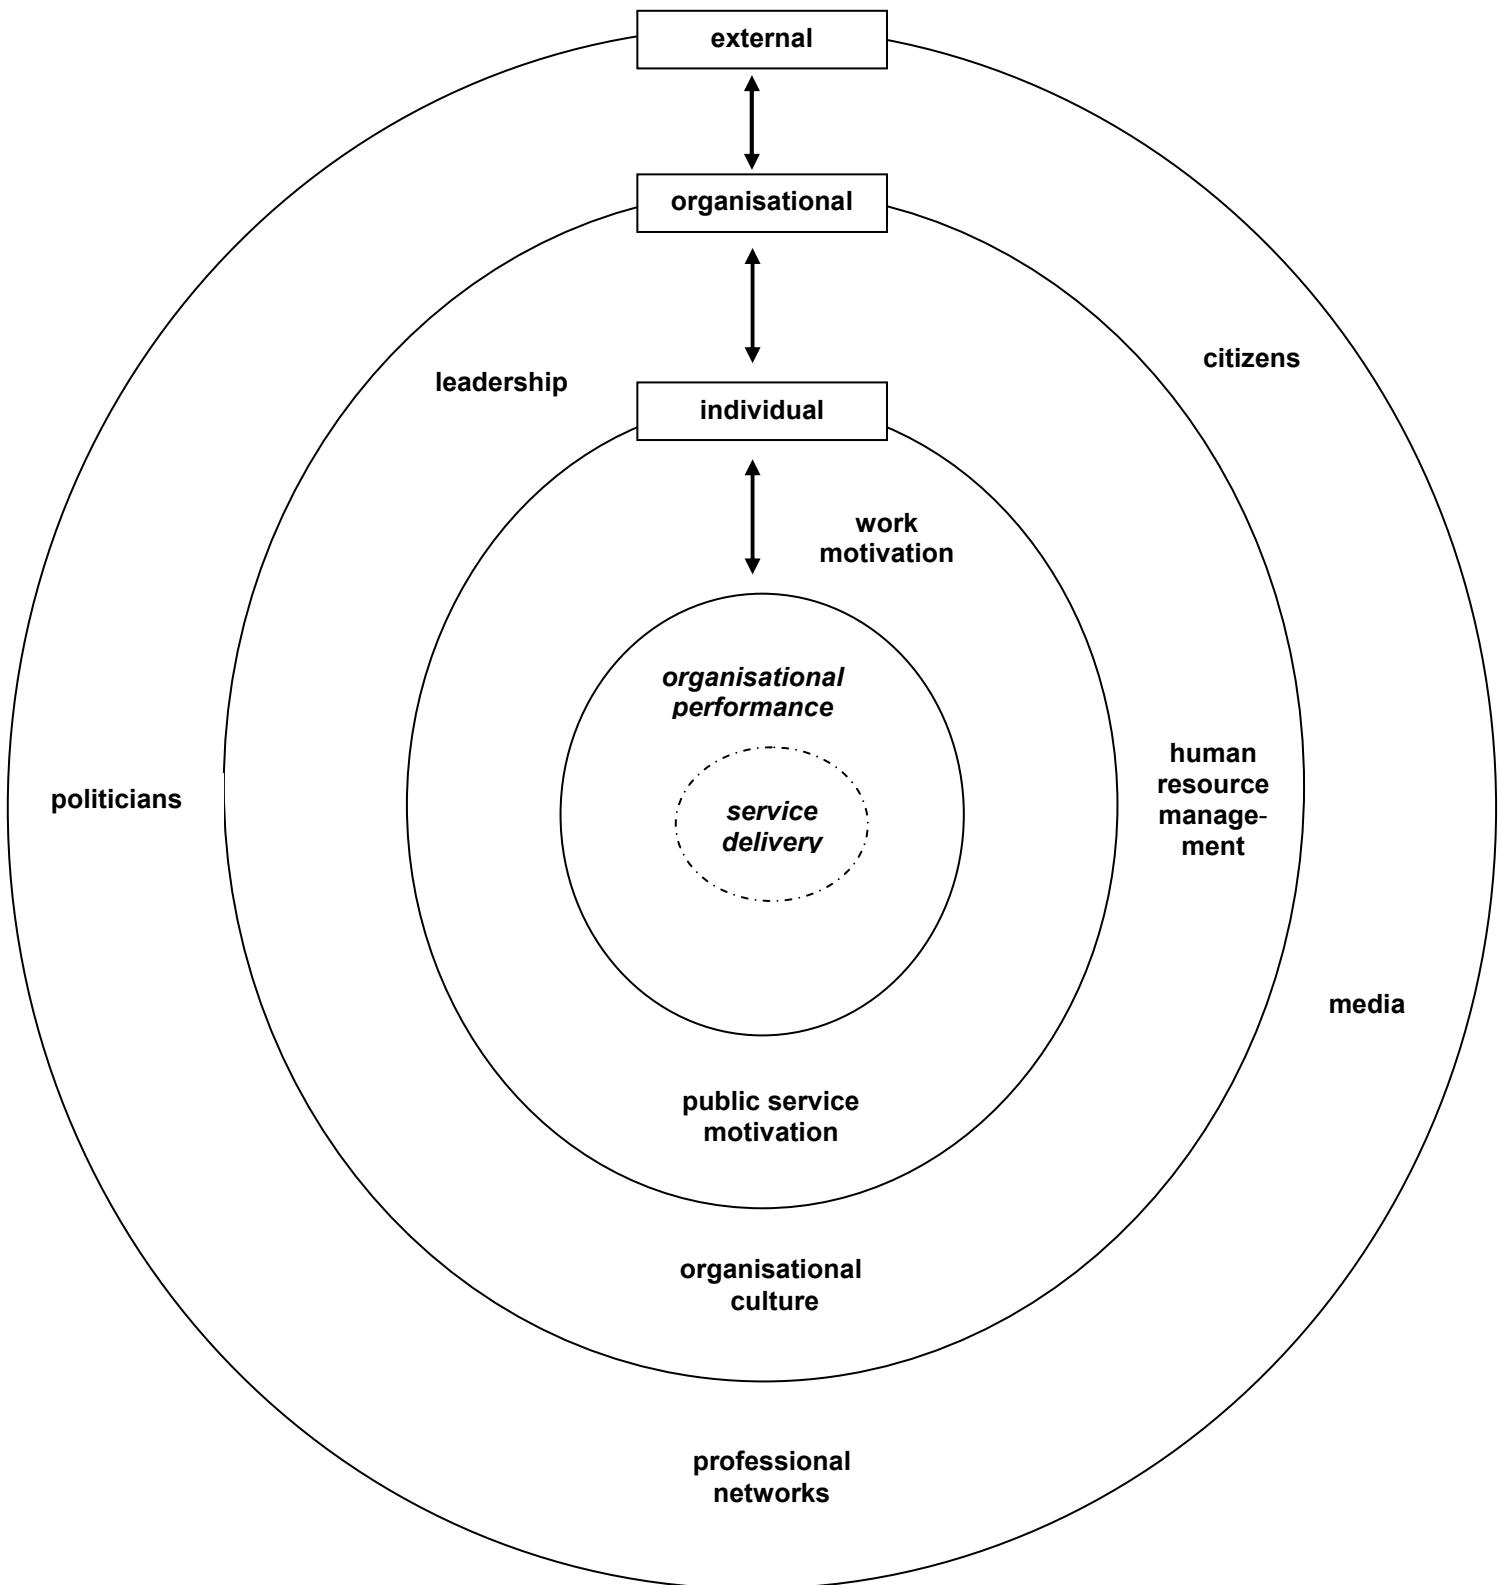 external
organisational
citizens
leadership
individual
work
motivation
organisational
performance
human
resource
manage-
ment
politicians
service
delivery
media
public service
motivation
organisational
culture
professional
networks